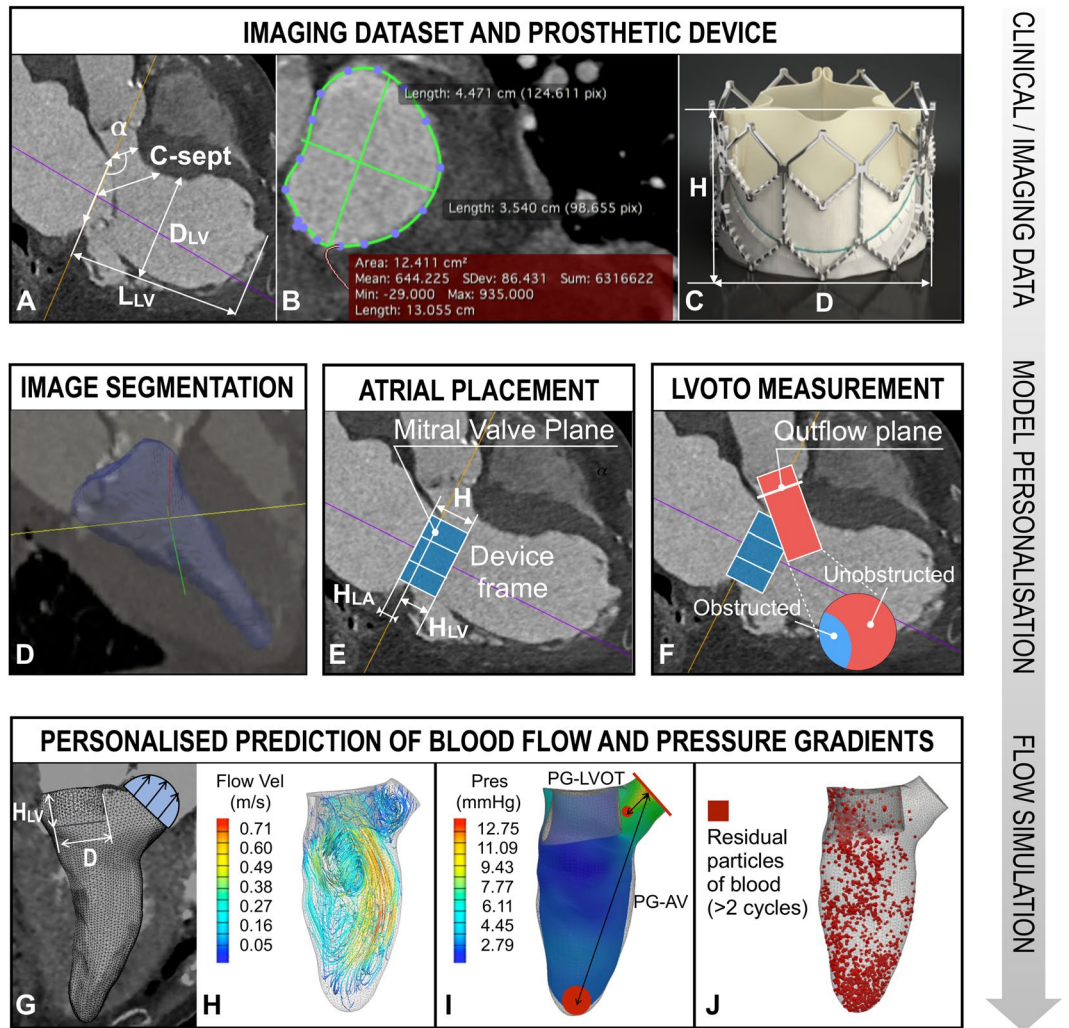 IMAGING DATASET AND PROSTHETIC DEVICE
α
C-sept
D_LV
L_LV
A
Length: 4.471 cm (124.611 pix)
Length: 3.540 cm (98.655 pix)
Area: 12.411 cm²
Mean: 644.225 SDev: 86.431 Sum: 6316622
Min: -29.000 Max: 935.000
Length: 13.055 cm
B
H
C
D
CLINICAL / IMAGING DATA
IMAGE SEGMENTATION
D
ATRIAL PLACEMENT
Mitral Valve Plane
H
Device
frame
H_LA
H_LV
E
LVOTO MEASUREMENT
Outflow plane
α
Unobstructed
Obstructed
F
MODEL PERSONALISATION
PERSONALISED PREDICTION OF BLOOD FLOW AND PRESSURE GRADIENTS
H_LV
D
G
Flow Vel
(m/s)
0.71
0.60
0.49
0.38
0.27
0.16
0.05
H
Pres
(mmHg)
12.75
11.09
9.43
7.77
6.11
4.45
2.79
PG-LVOT
PG-AV
I
Residual
particles
of blood
(>2 cycles)
J
FLOW SIMULATION